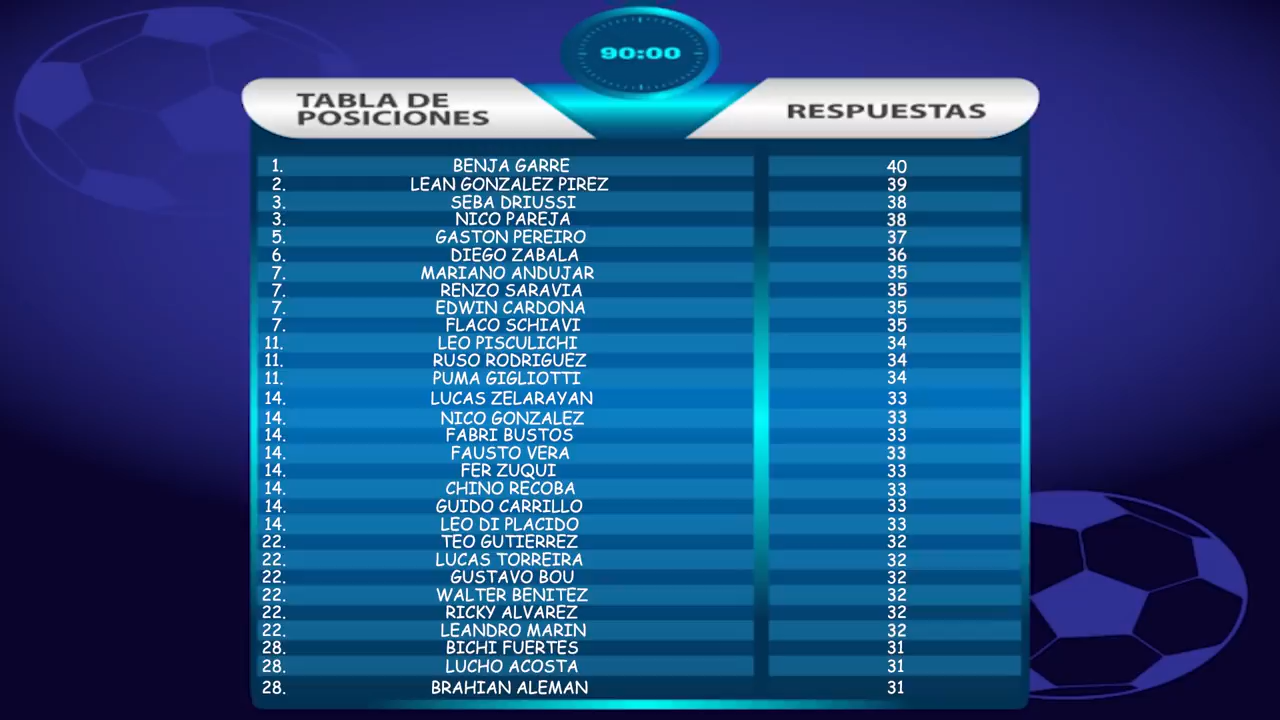 90:00
TABLA DE
POSICIONES
RESPUESTAS
1. BENJA GARRE 40
2. LEAN GONZALEZ PIREZ 39
3. SEBA DRIUSSI 38
3. NICO PAREJA 38
5. GASTON PEREIRO 37
6. DIEGO ZABALA 36
7. MARIANO ANDUJAR 35
7. RENZO SARAVIA 35
7. EDWIN CARDONA 35
7. FLACO SCHIAVI 35
11. LEO PISCULICHI 34
11. RUSO RODRIGUEZ 34
11. PUMA GIGLIOTTI 34
14. LUCAS ZELARAYAN 33
14. NICO GONZALEZ 33
14. FABRI BUSTOS 33
14. FAUSTO VERA 33
14. FER ZUQUI 33
14. CHINO RECOBA 33
14. GUIDO CARRILLO 33
14. LEO DI PLACIDO 33
22. TEO GUTIERREZ 32
22. LUCAS TORREIRA 32
22. GUSTAVO BOU 32
22. WALTER BENITEZ 32
22. RICKY ALVAREZ 32
22. LEANDRO MARIN 32
28. BICHI FUERTES 31
28. LUCHO ACOSTA 31
28. BRAHIAN ALEMAN 31